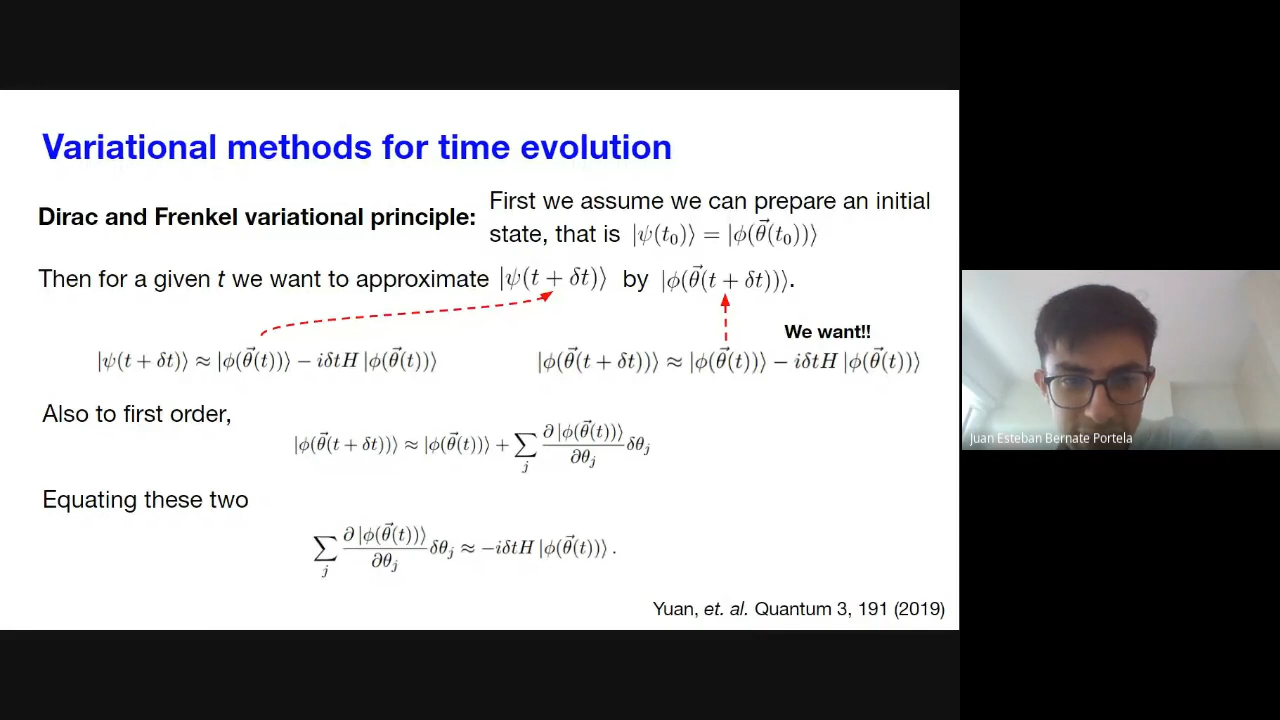 Variational methods for time evolution
Dirac and Frenkel variational principle:
First we assume we can prepare an initial
state, that is |ψ(t₀)⟩ = |ϕ(θ⃗(t₀))⟩
Then for a given t we want to approximate |ψ(t + δt)⟩ by |ϕ(θ⃗(t + δt))⟩.
We want!!
|ψ(t + δt)⟩ ≈ |ϕ(θ⃗(t))⟩ − iδtH |ϕ(θ⃗(t))⟩
|ϕ(θ⃗(t + δt))⟩ ≈ |ϕ(θ⃗(t))⟩ − iδtH |ϕ(θ⃗(t))⟩
Also to first order,
|ϕ(θ⃗(t + δt))⟩ ≈ |ϕ(θ⃗(t))⟩ + ∑_j ∂|ϕ(θ⃗(t))⟩/∂θ_j δθ_j
Equating these two
∑_j ∂|ϕ(θ⃗(t))⟩/∂θ_j δθ_j ≈ −iδtH |ϕ(θ⃗(t))⟩ .
Yuan, et. al. Quantum 3, 191 (2019)
Juan Esteban Bernate Portela